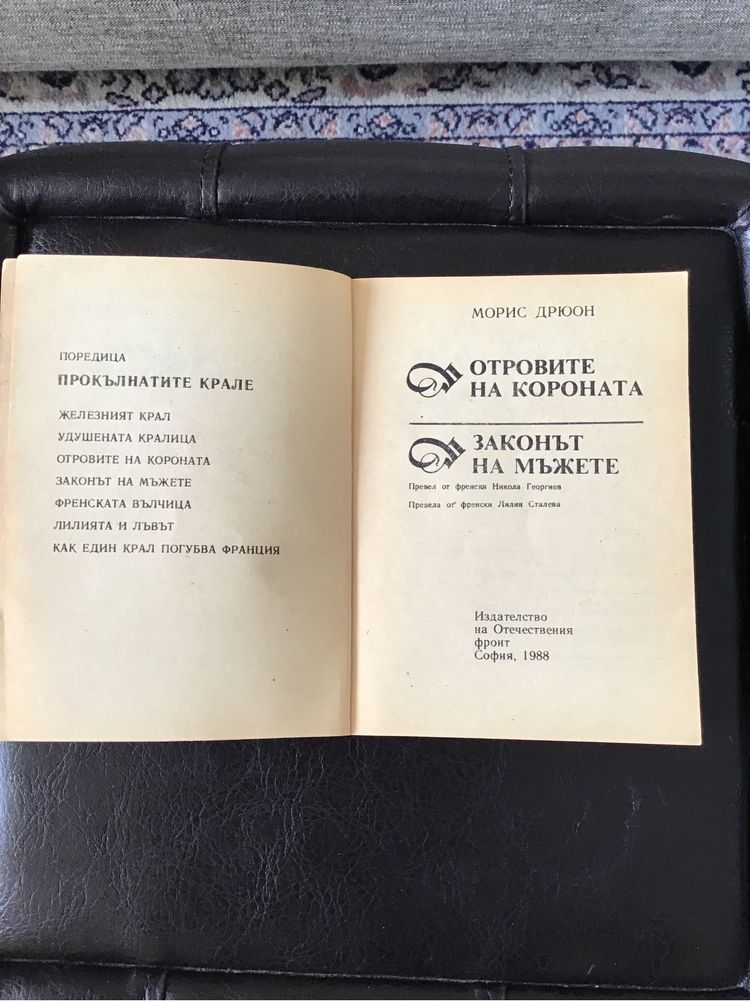 ПОРЕДИЦА
ПРОКЪЛНАТИТЕ КРАЛЕ
ЖЕЛЕЗНИЯТ КРАЛ
УДУШЕНАТА КРАЛИЦА
ОТРОВИТЕ НА КОРОНАТА
ЗАКОНЪТ НА МЪЖЕТЕ
ФРЕНСКАТА ВЪЛЧИЦА
ЛИЛИЯТА И ЛЪВЪТ
КАК ЕДИН КРАЛ ПОГУБВА ФРАНЦИЯ
МОРИС ДРЮОН
ОТРОВИТЕ
НА КОРОНАТА
ЗАКОНЪТ
НА МЪЖЕТЕ
Превел от френски Никола Георгиев
Превела от френски Лилия Сталева
Издателство
на Отечествения
фронт
София, 1988